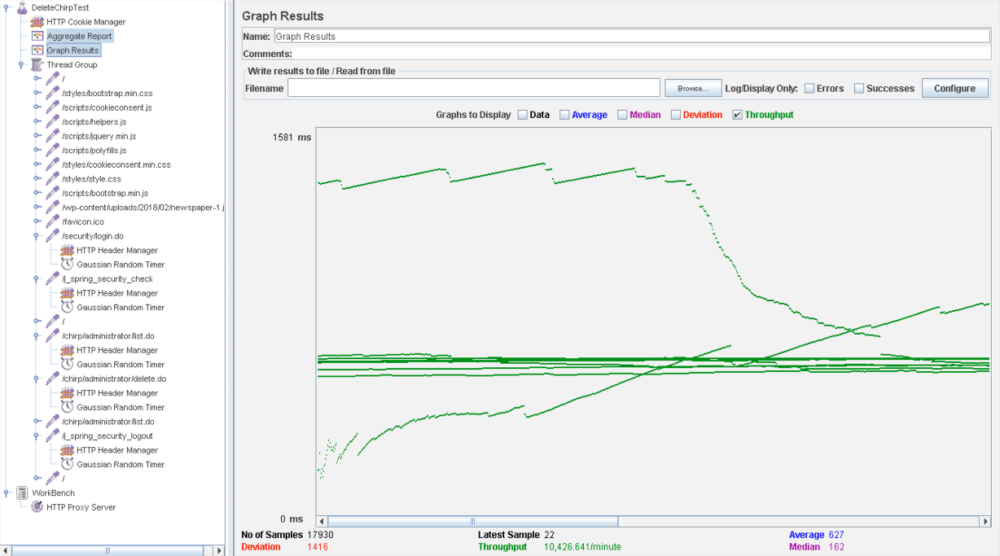 DeleteChirpTest
HTTP Cookie Manager
Aggregate Report
Graph Results
Thread Group
/
/styles/bootstrap.min.css
/scripts/cookieconsent.js
/scripts/helpers.js
/scripts/jquery.min.js
/scripts/polyfills.js
/styles/cookieconsent.min.css
/styles/style.css
/scripts/bootstrap.min.js
/wp-content/uploads/2018/02/newspaper-1.j
/favicon.ico
/security/login.do
HTTP Header Manager
Gaussian Random Timer
/j_spring_security_check
HTTP Header Manager
Gaussian Random Timer
/
/chirp/administrator/list.do
HTTP Header Manager
Gaussian Random Timer
/chirp/administrator/delete.do
HTTP Header Manager
Gaussian Random Timer
/chirp/administrator/list.do
/j_spring_security_logout
HTTP Header Manager
Gaussian Random Timer
/
WorkBench
HTTP Proxy Server
Graph Results
Name: Graph Results
Comments:
Write results to file / Read from file
Filename Browse... Log/Display Only: Errors Successes Configure
Graphs to Display Data Average Median Deviation Throughput
1581 ms
0 ms
No of Samples 17930 Latest Sample 22 Average 627
Deviation 1416 Throughput 10,426.641/minute Median 162